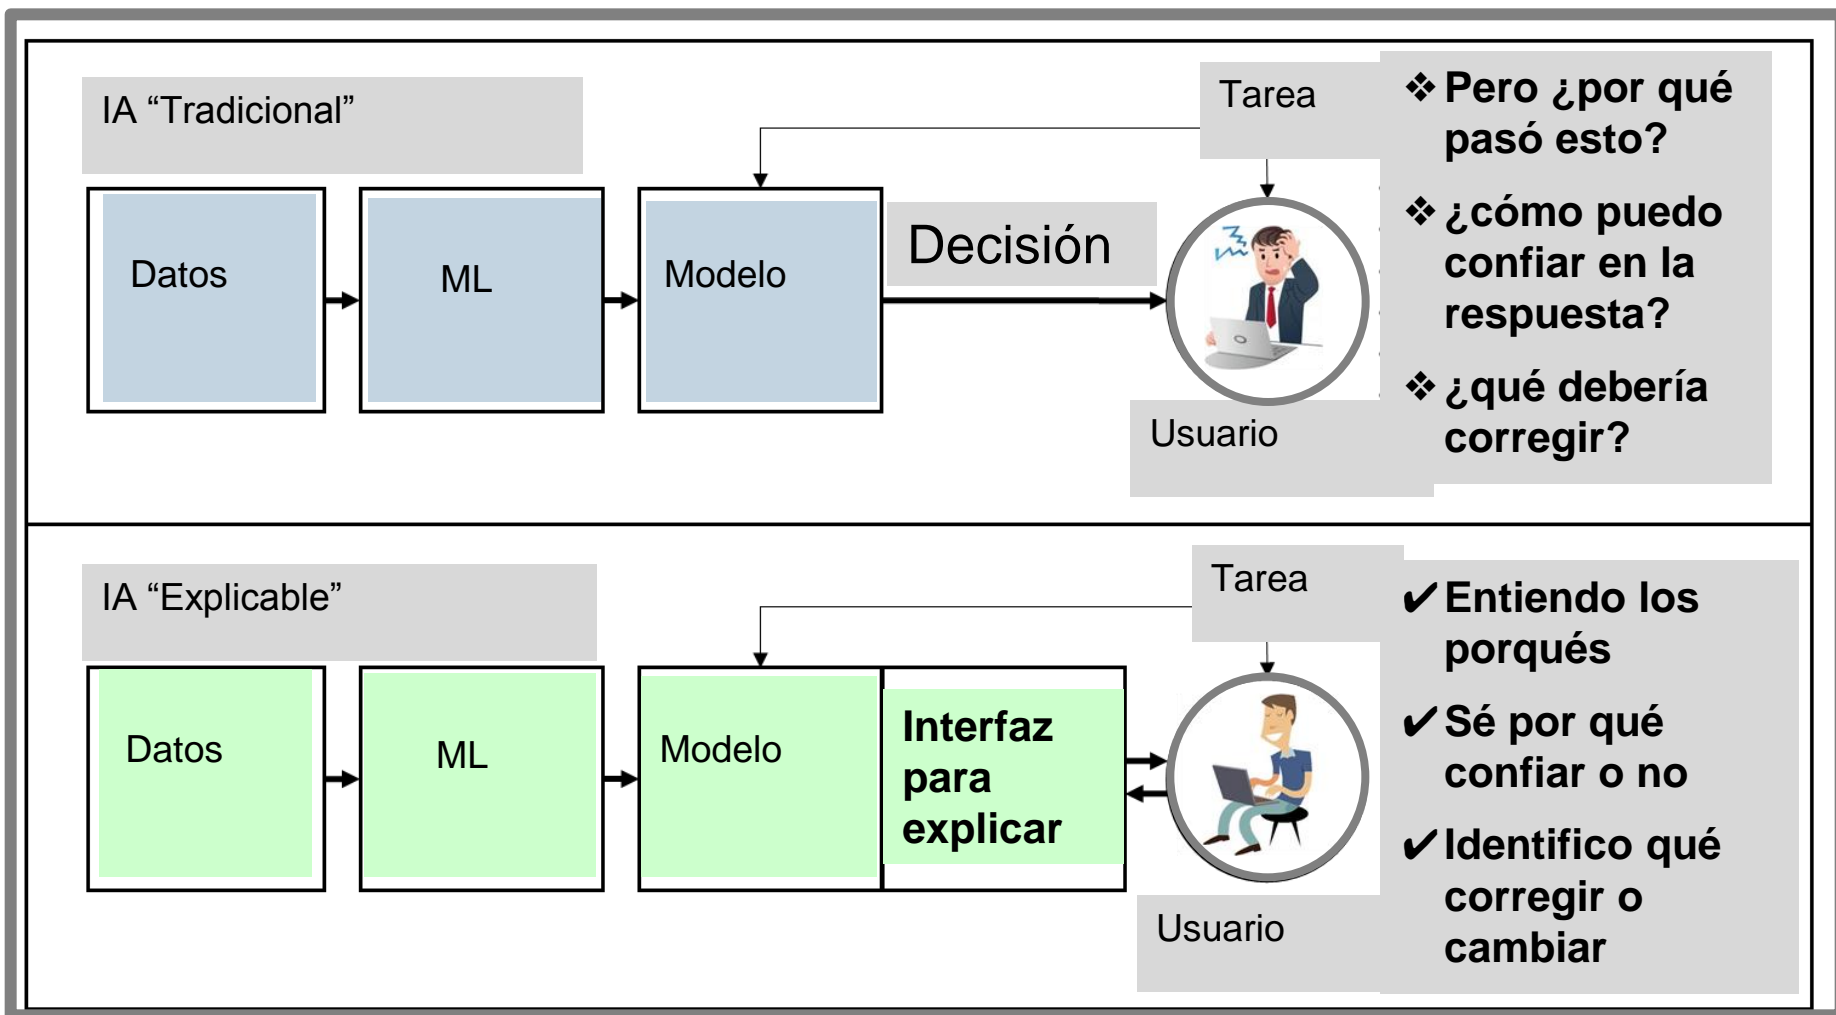 IA “Tradicional”
Tarea
Datos
ML
Modelo
Decisión
Usuario
❖ Pero ¿por qué
pasó esto?
❖ ¿cómo puedo
confiar en la
respuesta?
❖ ¿qué debería
corregir?
IA “Explicable”
Tarea
Datos
ML
Modelo
Interfaz
para
explicar
Usuario
✔ Entiendo los
porqués
✔ Sé por qué
confiar o no
✔ Identifico qué
corregir o
cambiar